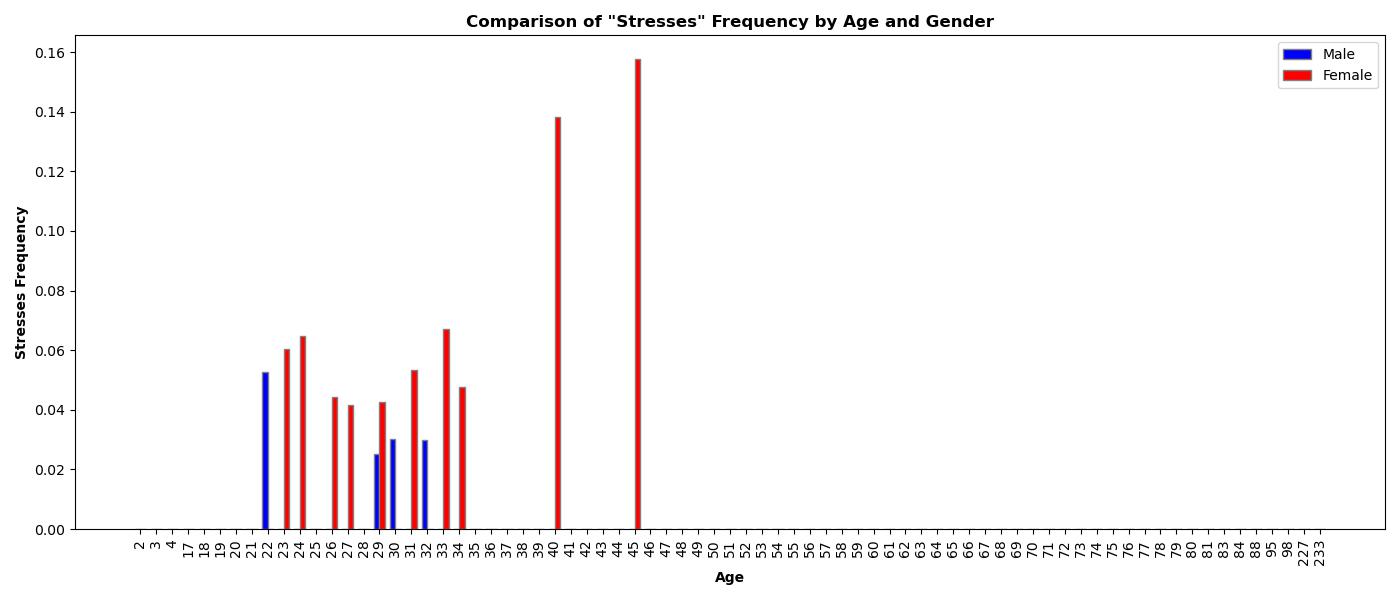 Comparison of "Stresses" Frequency by Age and Gender
Male
Female
Stresses Frequency
0.16
0.14
0.12
0.10
0.08
0.06
0.04
0.02
0.00
2 3 4 17 18 19 20 21 22 23 24 25 26 27 28 29 30 31 32 33 34 35 36 37 38 39 40 41 42 43 44 45 46 47 48 49 50 51 52 53 54 55 56 57 58 59 60 61 62 63 64 65 66 67 68 69 70 71 72 73 74 75 76 77 78 79 80 81 83 84 88 95 98 227 233
Age